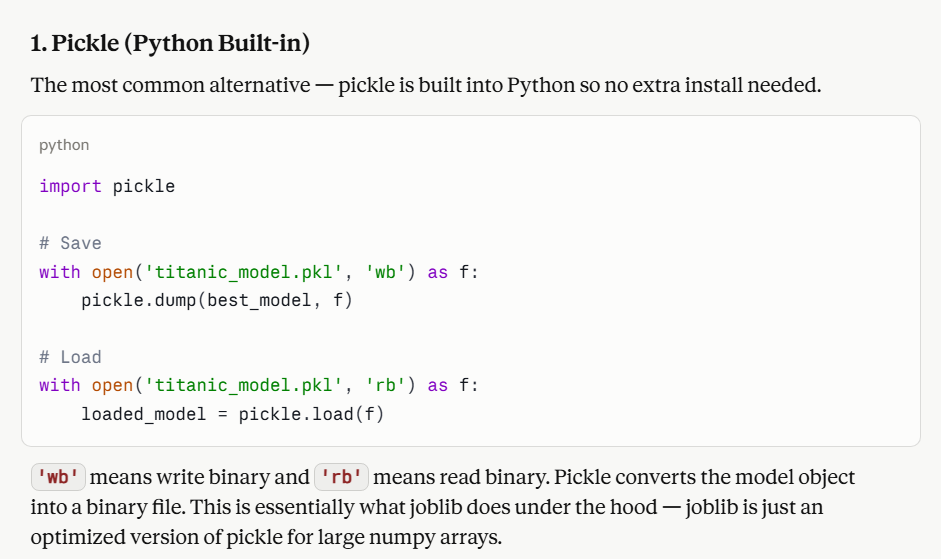 1. Pickle (Python Built-in)
The most common alternative — pickle is built into Python so no extra install needed.
python
import pickle
# Save
with open('titanic_model.pkl', 'wb') as f:
    pickle.dump(best_model, f)
# Load
with open('titanic_model.pkl', 'rb') as f:
    loaded_model = pickle.load(f)
'wb' means write binary and 'rb' means read binary. Pickle converts the model object
into a binary file. This is essentially what joblib does under the hood — joblib is just an
optimized version of pickle for large numpy arrays.